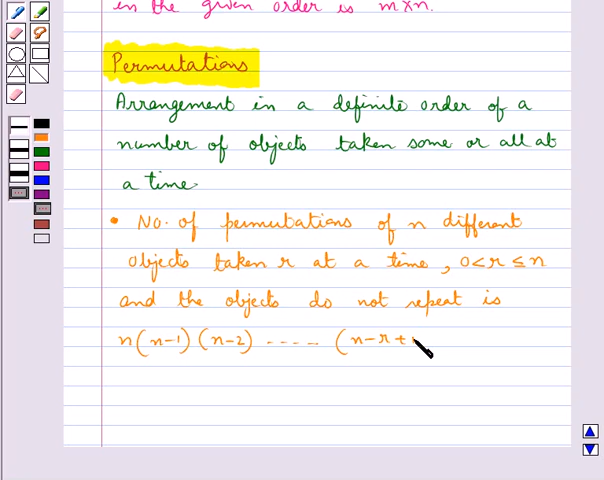 in the given order is m×n.
Permutations
Arrangement in a definite order of a
number of objects taken some or all at
a time.
• No. of permutations of n different
objects taken r at a time, 0<r≤n
and the objects do not repeat is
n(n-1)(n-2) ----- (n-r+